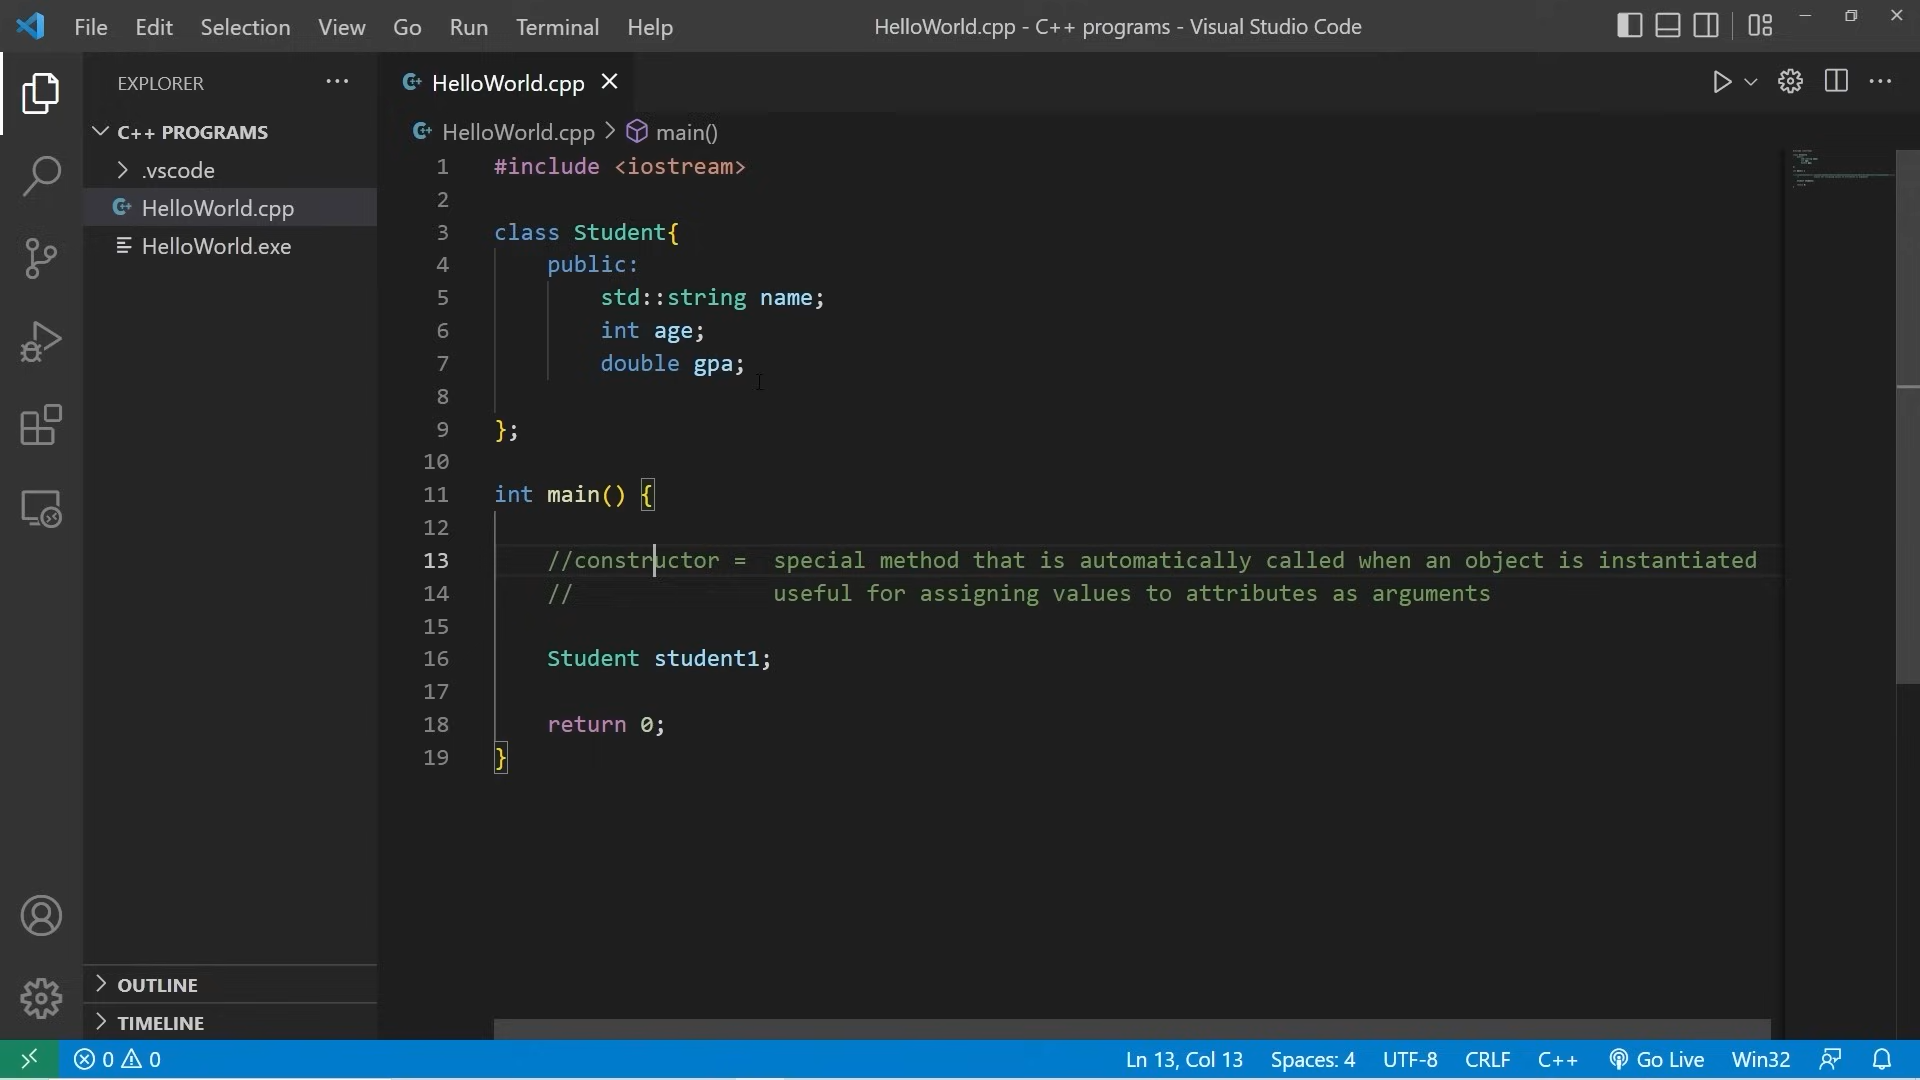 File Edit Selection View Go Run Terminal Help HelloWorld.cpp - C++ programs - Visual Studio Code
EXPLORER
C++ PROGRAMS
.vscode
HelloWorld.cpp
HelloWorld.exe
OUTLINE
TIMELINE
HelloWorld.cpp
HelloWorld.cpp > main()
1 #include <iostream>
2
3 class Student{
4 public:
5 std::string name;
6 int age;
7 double gpa;
8
9 };
10
11 int main() {
12
13 //constructor = special method that is automatically called when an object is instantiated
14 // useful for assigning values to attributes as arguments
15
16 Student student1;
17
18 return 0;
19 }
0 0 Ln 13, Col 13 Spaces: 4 UTF-8 CRLF C++ Go Live Win32